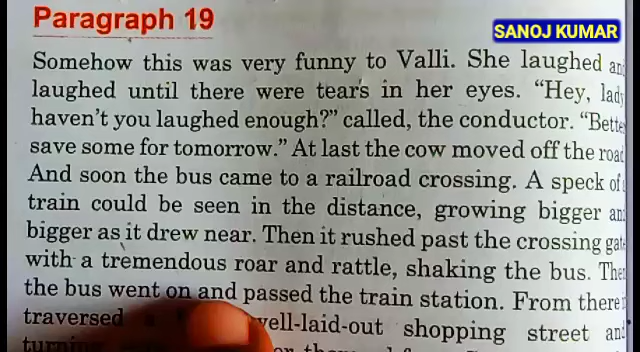 Paragraph 19
SANOJ KUMAR
Somehow this was very funny to Valli. She laughed and
laughed until there were tears in her eyes. “Hey, lady
haven’t you laughed enough?” called, the conductor. “Bette
save some for tomorrow.” At last the cow moved off the road
And soon the bus came to a railroad crossing. A speck of
train could be seen in the distance, growing bigger and
bigger as it drew near. Then it rushed past the crossing gate
with a tremendous roar and rattle, shaking the bus. Then
the bus went on and passed the train station. From there
traversed well-laid-out shopping street and
turning